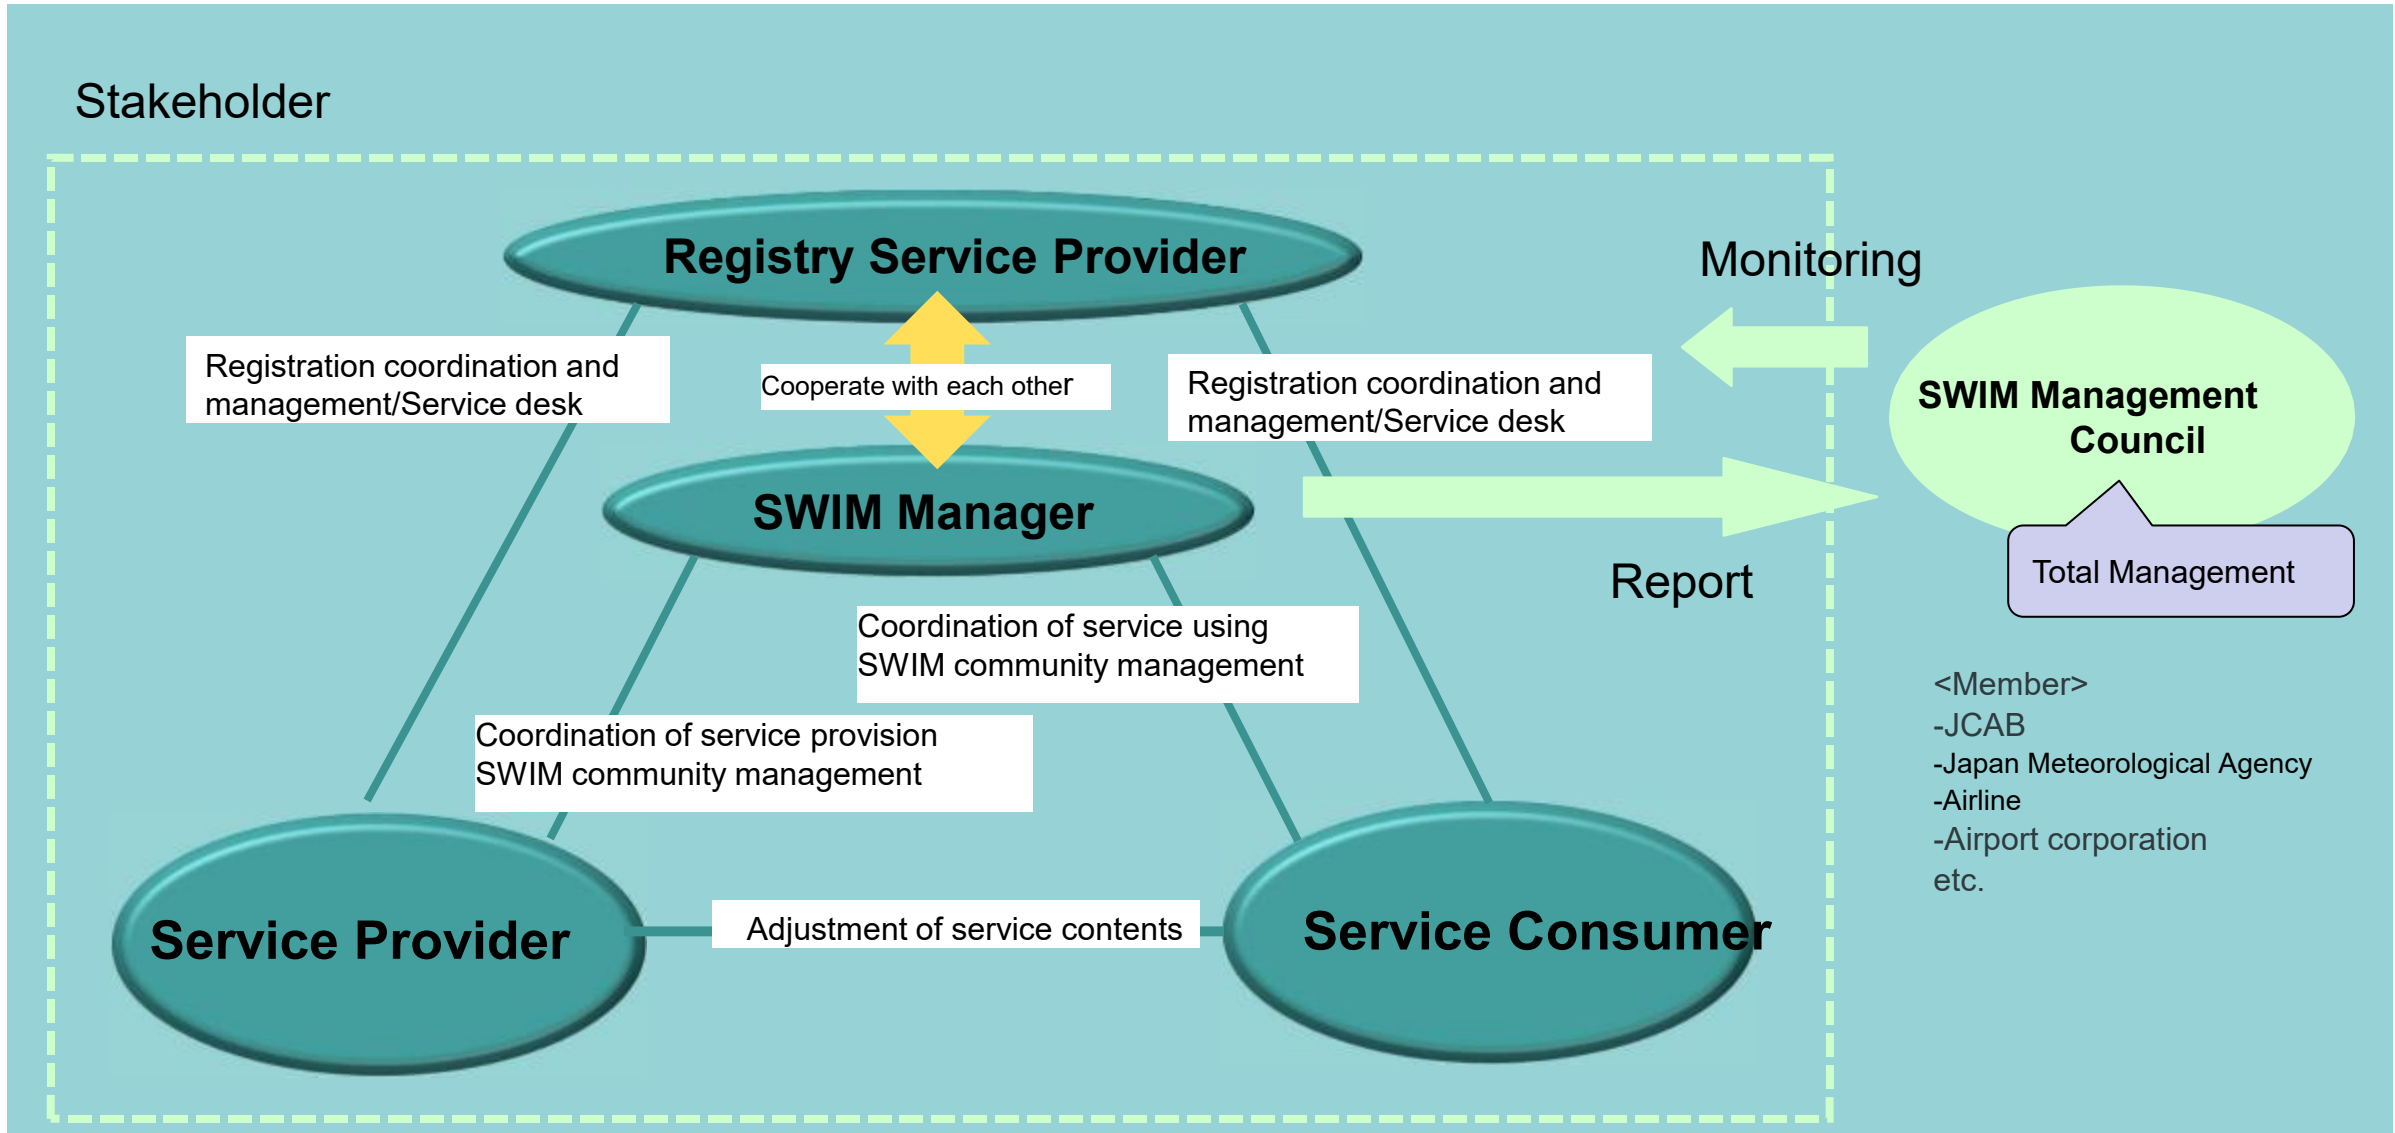 Stakeholder
Registry Service Provider
Monitoring
Registration coordination and
management/Service desk
Cooperate with each other
Registration coordination and
management/Service desk
SWIM Management
Council
SWIM Manager
Report
Total Management
Coordination of service using
SWIM community management
Coordination of service provision
SWIM community management
<Member>
-JCAB
-Japan Meteorological Agency
-Airline
-Airport corporation
etc.
Service Provider
Adjustment of service contents
Service Consumer